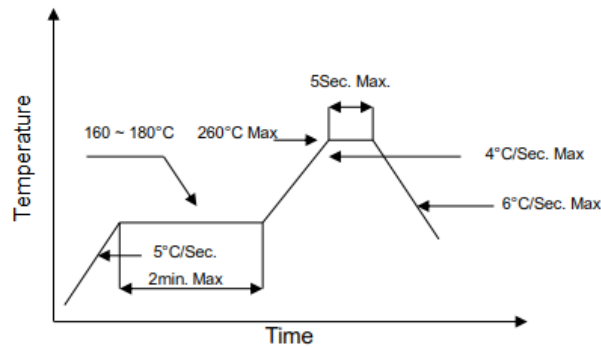 5Sec. Max.
160 ~ 180°C
260°C Max
4°C/Sec. Max
6°C/Sec. Max
5°C/Sec.
2min. Max
Temperature
Time